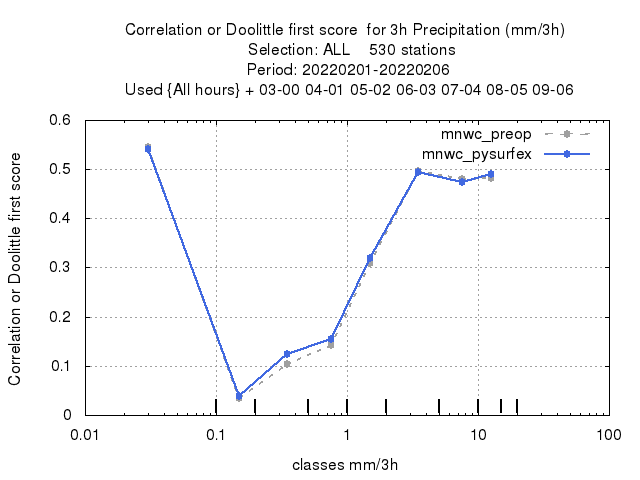 Correlation or Doolittle first score  for 3h Precipitation (mm/3h)
Selection: ALL    530 stations
Period: 20220201-20220206
Used {All hours} + 03-00 04-01 05-02 06-03 07-04 08-05 09-06
mnwc_preop
mnwc_pysurfex
0.6
0.5
0.4
0.3
0.2
0.1
0
Correlation or Doolittle first score
0.01 0.1 1 10 100
classes mm/3h